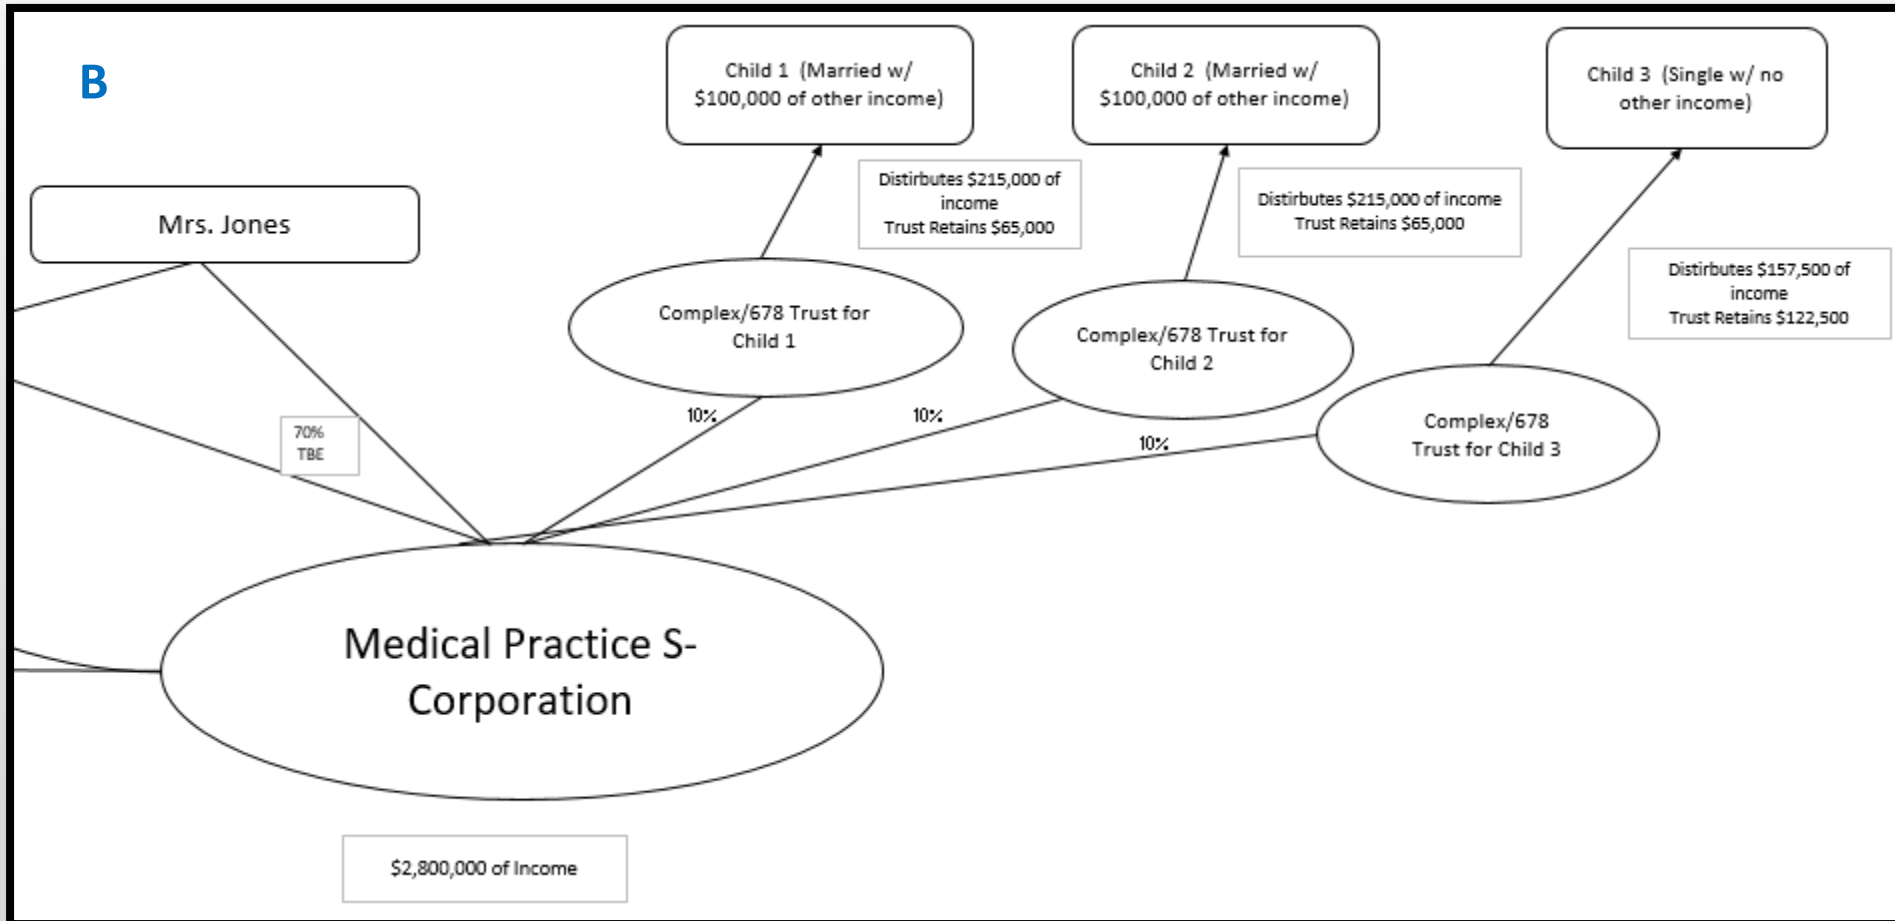 B
Child 1  (Married w/
$100,000 of other income)
Child 2  (Married w/
$100,000 of other income)
Child 3  (Single w/ no
other income)
Distirbutes $215,000 of
income
Trust Retains $65,000
Distirbutes $215,000 of income
Trust Retains $65,000
Mrs. Jones
Distirbutes $157,500 of
income
Trust Retains $122,500
Complex/678 Trust for
Child 1
Complex/678 Trust for
Child 2
Complex/678
Trust for Child 3
10%
10%
10%
70%
TBE
Medical Practice S-
Corporation
$2,800,000 of Income